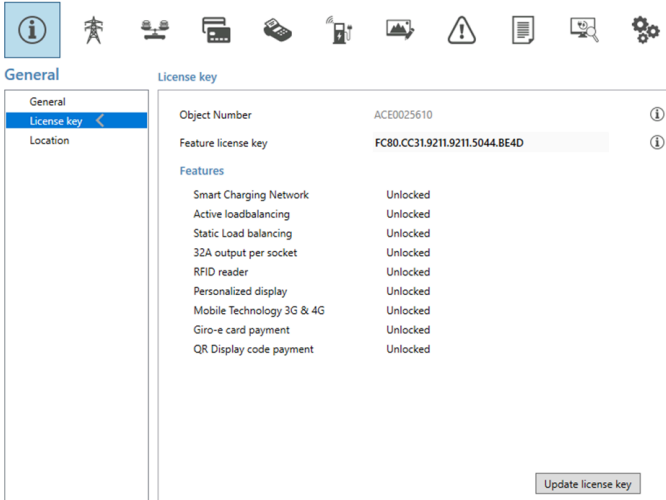 General
License key
General
License key
Location
Object Number ACE0025610
Feature license key FC80.CC31.9211.9211.5044.BE4D
Features
Smart Charging Network Unlocked
Active loadbalancing Unlocked
Static Load balancing Unlocked
32A output per socket Unlocked
RFID reader Unlocked
Personalized display Unlocked
Mobile Technology 3G & 4G Unlocked
Giro-e card payment Unlocked
QR Display code payment Unlocked
Update license key